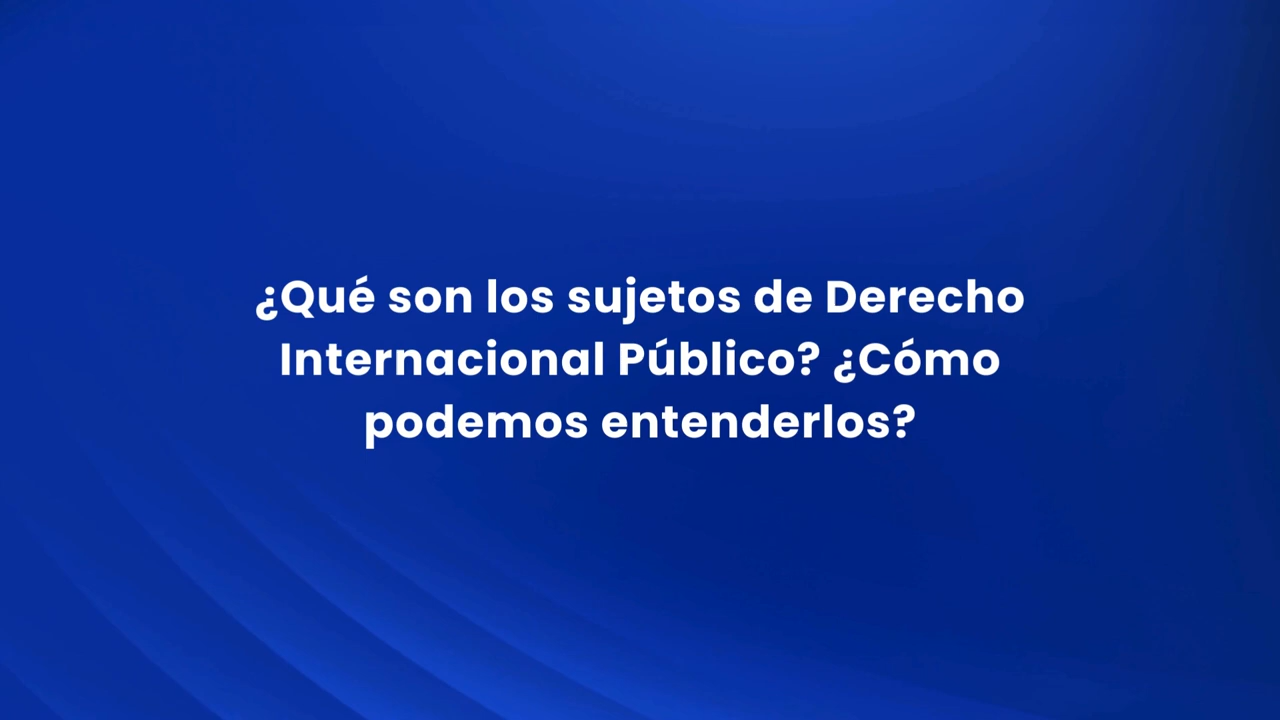 ¿Qué son los sujetos de Derecho
Internacional Público? ¿Cómo
podemos entenderlos?